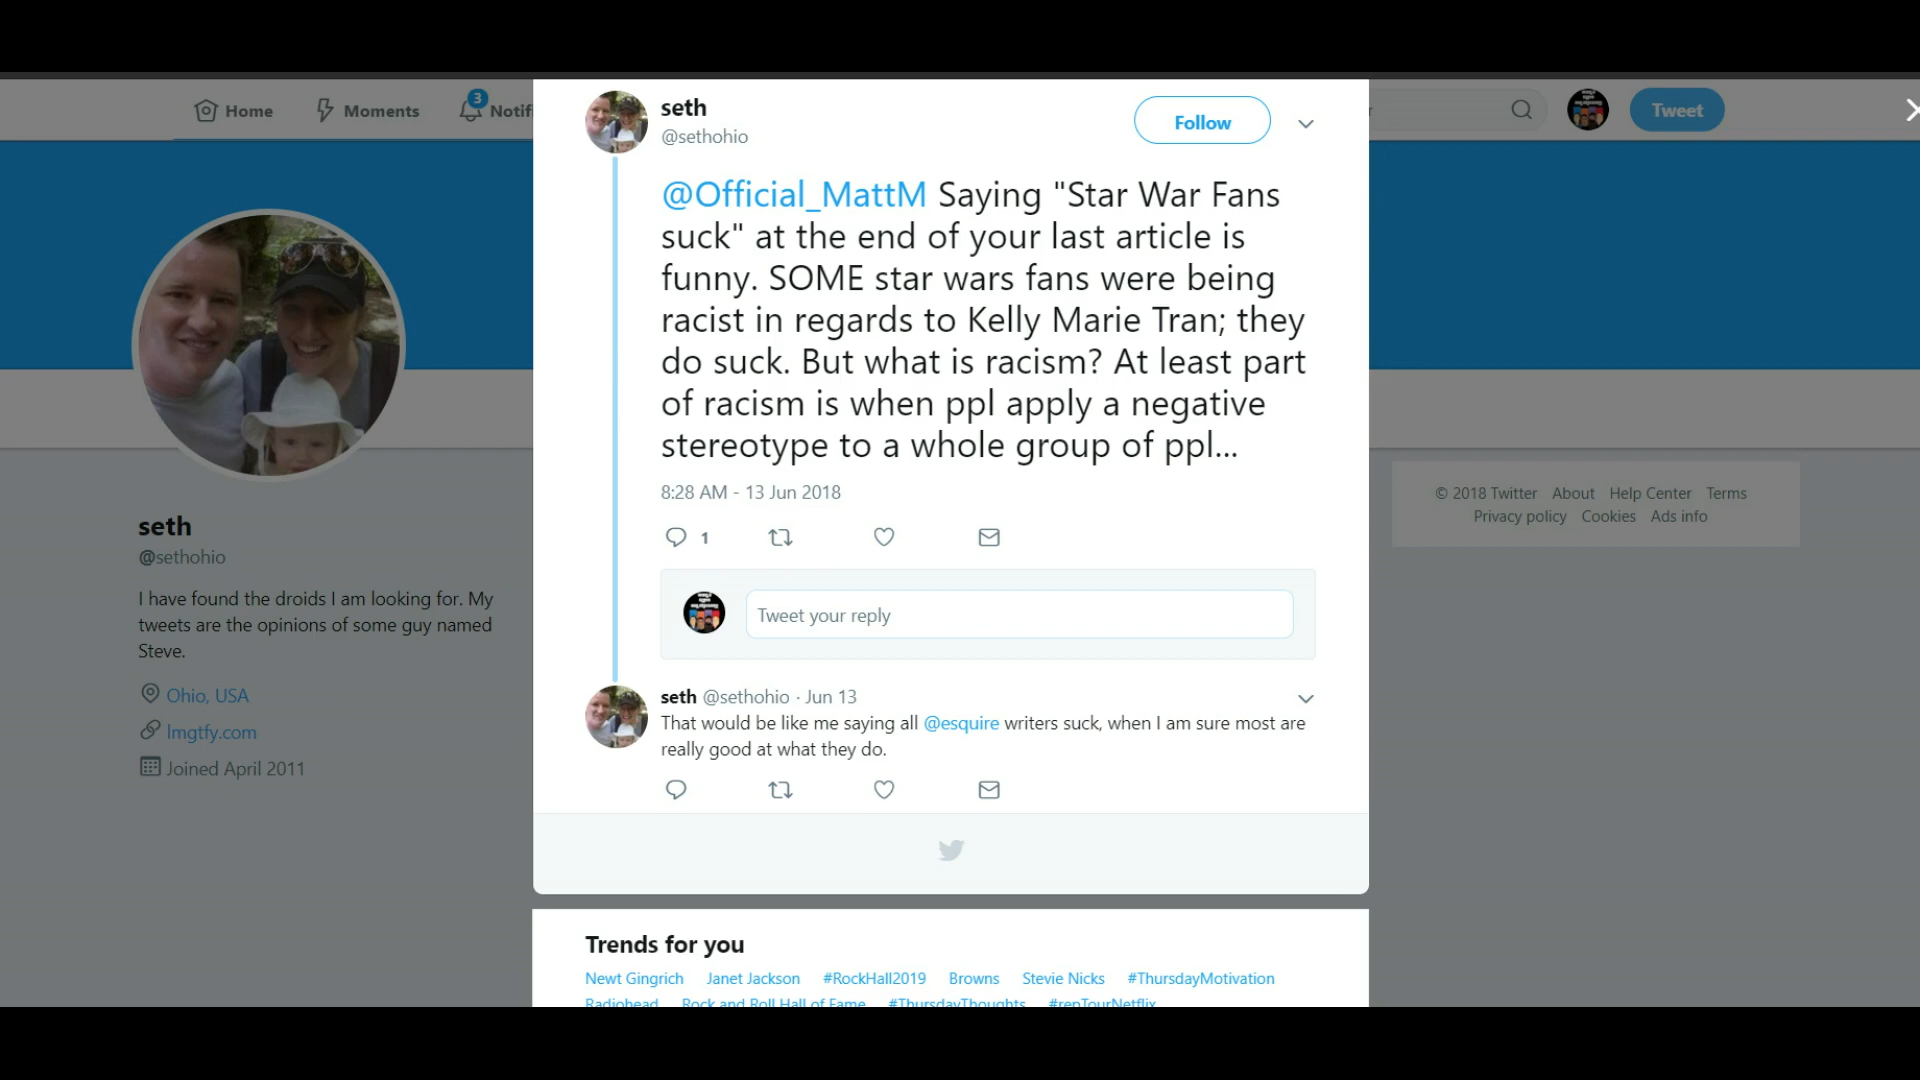 Home
Moments
3
Notif
Tweet
seth
@sethohio
Follow
@Official_MattM Saying "Star War Fans
suck" at the end of your last article is
funny. SOME star wars fans were being
racist in regards to Kelly Marie Tran; they
do suck. But what is racism? At least part
of racism is when ppl apply a negative
stereotype to a whole group of ppl...
8:28 AM - 13 Jun 2018
1
Tweet your reply
seth @sethohio · Jun 13
That would be like me saying all @esquire writers suck, when I am sure most are
really good at what they do.
seth
@sethohio
I have found the droids I am looking for. My
tweets are the opinions of some guy named
Steve.
Ohio, USA
lmgtfy.com
Joined April 2011
© 2018 Twitter About Help Center Terms
Privacy policy Cookies Ads info
Trends for you
Newt Gingrich Janet Jackson #RockHall2019 Browns Stevie Nicks #ThursdayMotivation
Radiohead Rock and Roll Hall of Fame #ThursdayThoughts #repTourNetflix